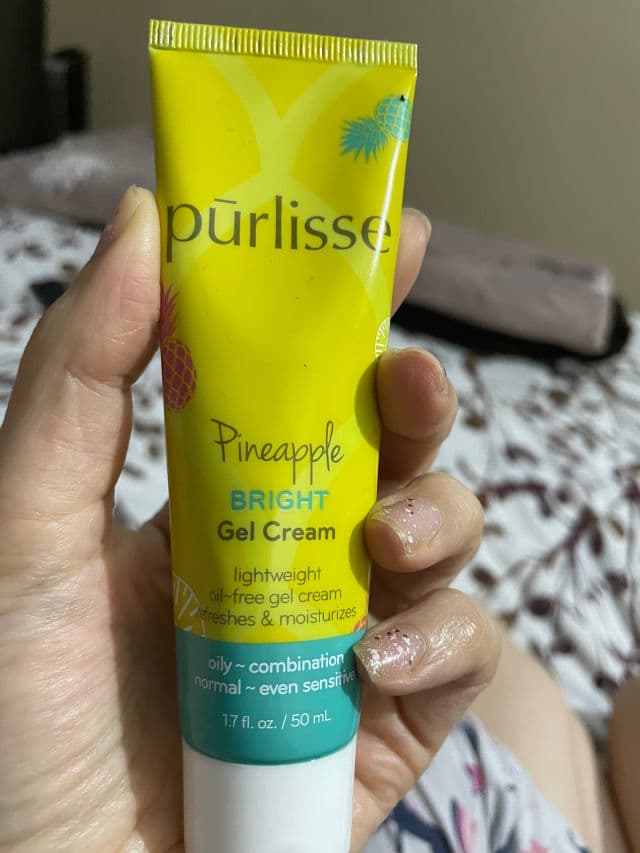 pūrlisse
Pineapple
BRIGHT
Gel Cream
lightweight
oil-free gel cream
refreshes & moisturizes
oily ~ combination
normal ~ even sensitive
1.7 fl. oz. / 50 mL